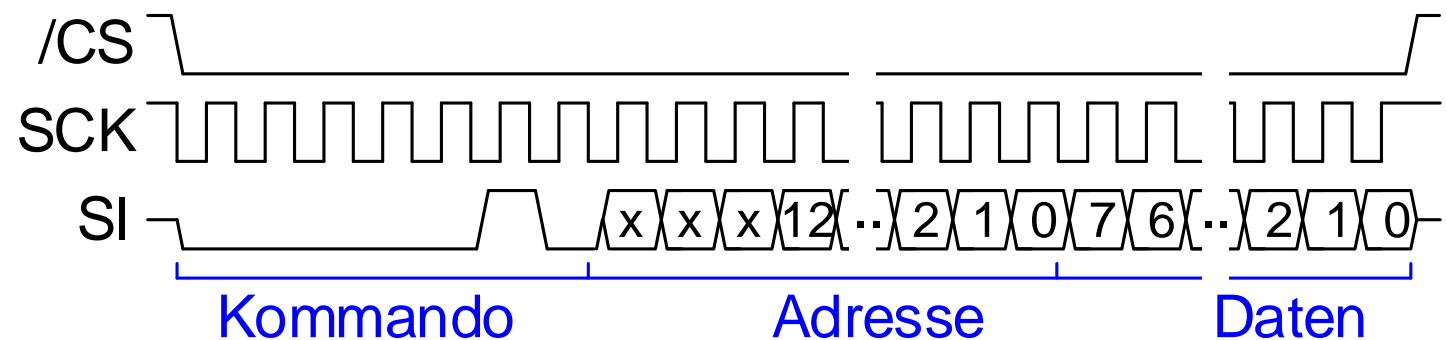 /CS
SCK
SI x x x 12 .. 2 1 0 7 6 .. 2 1 0
Kommando Adresse Daten